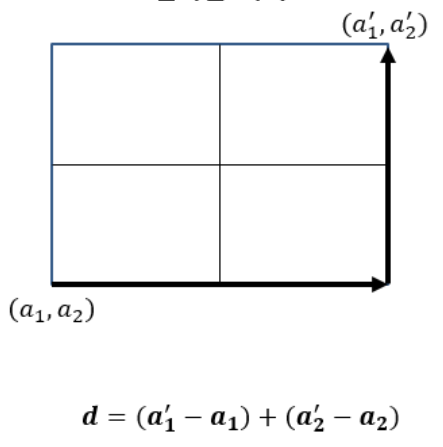 (𝑎′₁, 𝑎′₂)
(𝑎₁, 𝑎₂)
𝒅 = (𝒂′₁ − 𝒂₁) + (𝒂′₂ − 𝒂₂)